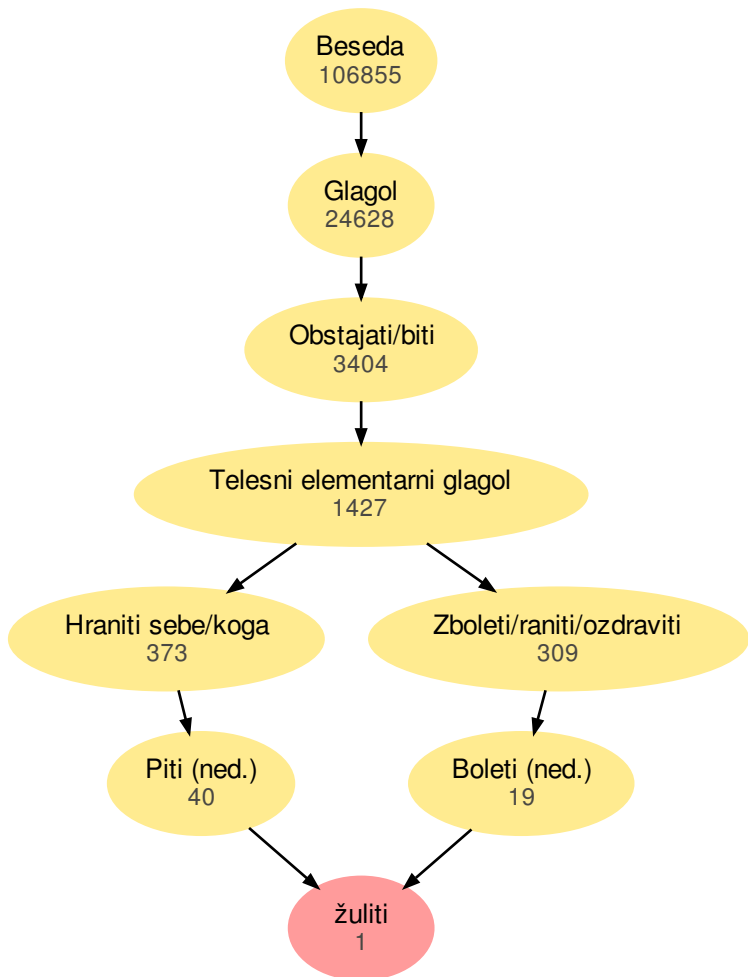 Beseda
106855
Glagol
24628
Obstajati/biti
3404
Telesni elementarni glagol
1427
Hraniti sebe/koga
373
Zboleti/raniti/ozdraviti
309
Piti (ned.)
40
Boleti (ned.)
19
žuliti
1